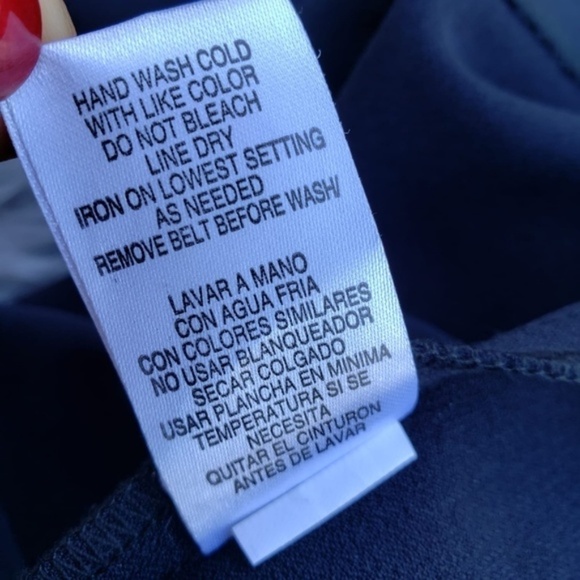 HAND WASH COLD
WITH LIKE COLOR
DO NOT BLEACH
LINE DRY
IRON ON LOWEST SETTING
AS NEEDED
REMOVE BELT BEFORE WASH/
LAVAR A MANO
CON AGUA FRIA
CON COLORES SIMILARES
NO USAR BLANQUEADOR
SECAR COLGADO
USAR PLANCHA EN MINIMA
TEMPERATURA SI SE
NECESITA
QUITAR EL CINTURON
ANTES DE LAVAR